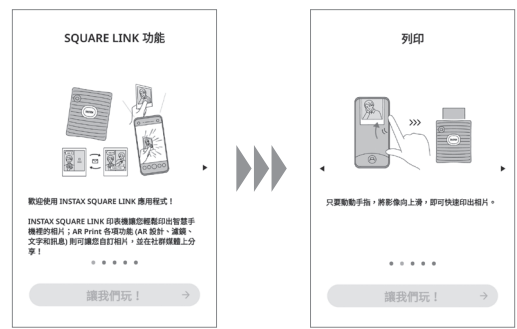 SQUARE LINK 功能
歡迎使用 INSTAX SQUARE LINK 應用程式！
INSTAX SQUARE LINK 印表機讓您輕鬆印出智慧手
機裡的相片；AR Print 各項功能 (AR 設計、濾鏡、
文字和訊息) 則可讓您自訂相片，並在社群媒體上分
享！
讓我們玩！
列印
只要動動手指，將影像向上滑，即可快速印出相片。
讓我們玩！